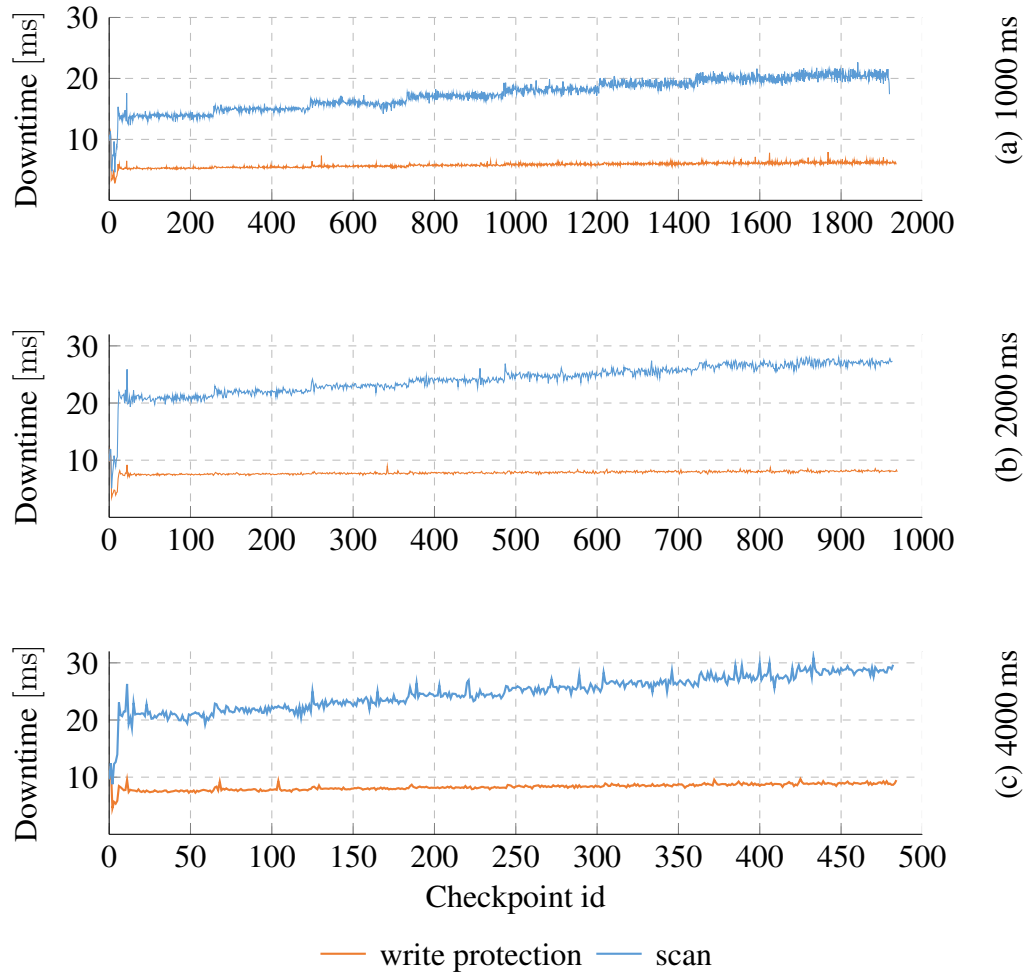 Downtime [ms]
30
20
10
0 200 400 600 800 1000 1200 1400 1600 1800 2000
(a) 1000 ms
Downtime [ms]
30
20
10
0 100 200 300 400 500 600 700 800 900 1000
(b) 2000 ms
Downtime [ms]
30
20
10
0 50 100 150 200 250 300 350 400 450 500
(c) 4000 ms
Checkpoint id
write protection scan